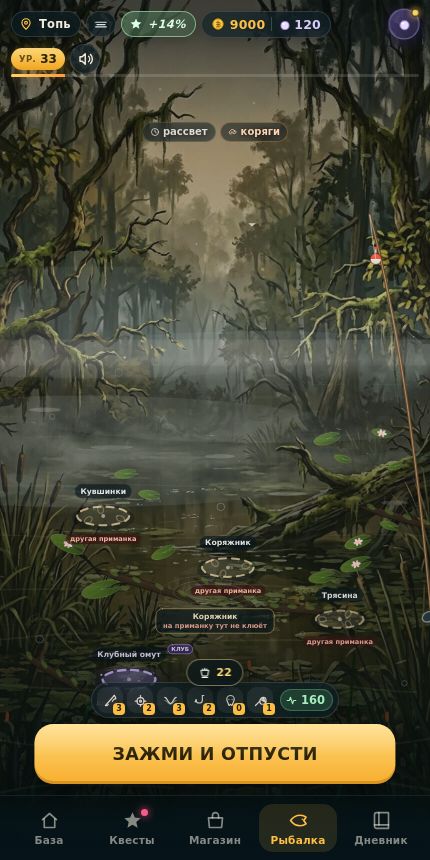 Топь
+14%
9000
120
УР. 33
рассвет
коряги
Кувшинки
другая приманка
Коряжник
другая приманка
Трясина
Коряжник
на приманку тут не клюёт
другая приманка
Клубный омут
КЛУБ
22
3
2
3
2
0
1
160
ЗАЖМИ И ОТПУСТИ
База
Квесты
Магазин
Рыбалка
Дневник